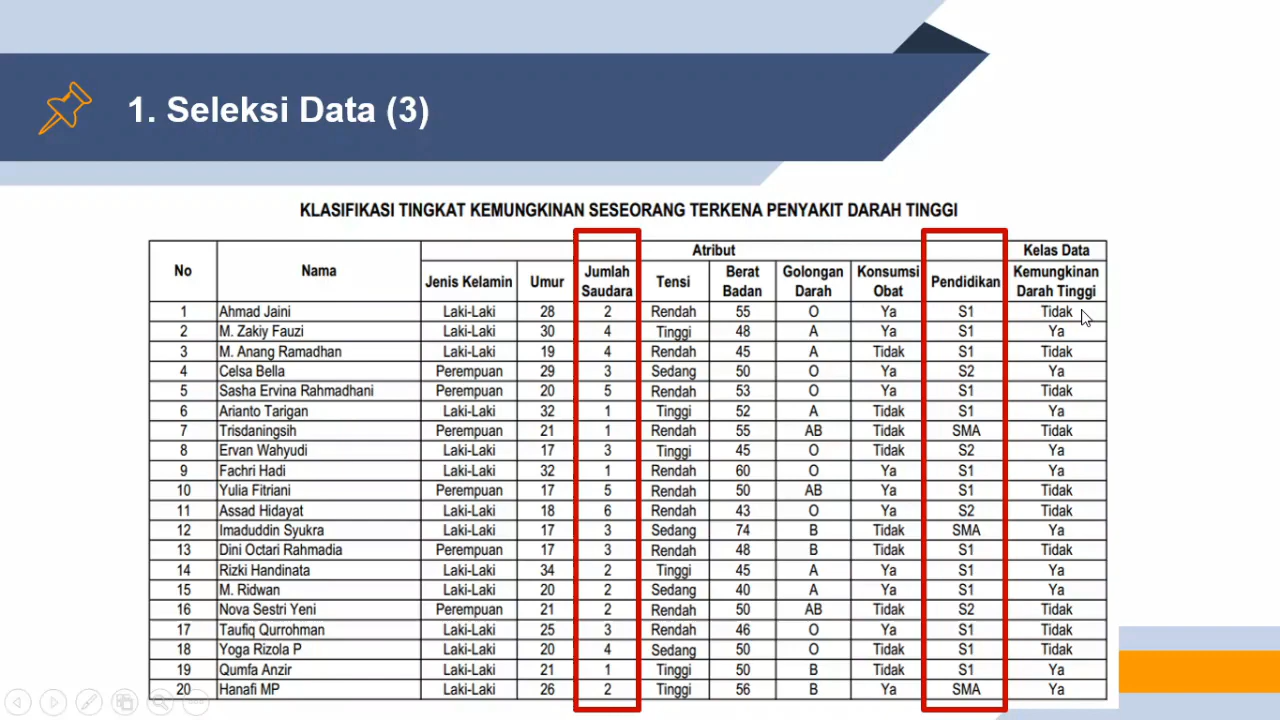 1. Seleksi Data (3)
KLASIFIKASI TINGKAT KEMUNGKINAN SESEORANG TERKENA PENYAKIT DARAH TINGGI
No Nama Atribut Kelas Data
Jenis Kelamin Umur Jumlah Saudara Tensi Berat Badan Golongan Darah Konsumsi Obat Pendidikan Kemungkinan Darah Tinggi
1 Ahmad Jaini Laki-Laki 28 2 Rendah 55 O Ya S1 Tidak
2 M. Zakiy Fauzi Laki-Laki 30 4 Tinggi 48 A Ya S1 Ya
3 M. Anang Ramadhan Laki-Laki 19 4 Rendah 45 A Tidak S1 Tidak
4 Celsa Bella Perempuan 29 3 Sedang 50 O Ya S2 Ya
5 Sasha Ervina Rahmadhani Perempuan 20 5 Rendah 53 O Ya S1 Tidak
6 Arianto Tarigan Laki-Laki 32 1 Tinggi 52 A Tidak S1 Ya
7 Trisdaningsih Perempuan 21 1 Rendah 55 AB Tidak SMA Tidak
8 Ervan Wahyudi Laki-Laki 17 3 Tinggi 45 O Tidak S2 Ya
9 Fachri Hadi Laki-Laki 32 1 Rendah 60 O Ya S1 Ya
10 Yulia Fitriani Perempuan 17 5 Rendah 50 AB Ya S1 Tidak
11 Assad Hidayat Laki-Laki 18 6 Rendah 43 O Ya S2 Tidak
12 Imaduddin Syukra Laki-Laki 17 3 Sedang 74 B Tidak SMA Ya
13 Dini Octari Rahmadia Perempuan 17 3 Rendah 48 B Tidak S1 Tidak
14 Rizki Handinata Laki-Laki 34 2 Tinggi 45 A Ya S1 Ya
15 M. Ridwan Laki-Laki 20 2 Sedang 40 A Ya S1 Ya
16 Nova Sestri Yeni Perempuan 21 2 Rendah 50 AB Tidak S2 Tidak
17 Taufiq Qurrohman Laki-Laki 25 3 Rendah 46 O Ya S1 Tidak
18 Yoga Rizola P Laki-Laki 20 4 Sedang 50 O Tidak S1 Tidak
19 Qumfa Anzir Laki-Laki 21 1 Tinggi 50 B Tidak S1 Ya
20 Hanafi MP Laki-Laki 26 2 Tinggi 56 B Ya SMA Ya